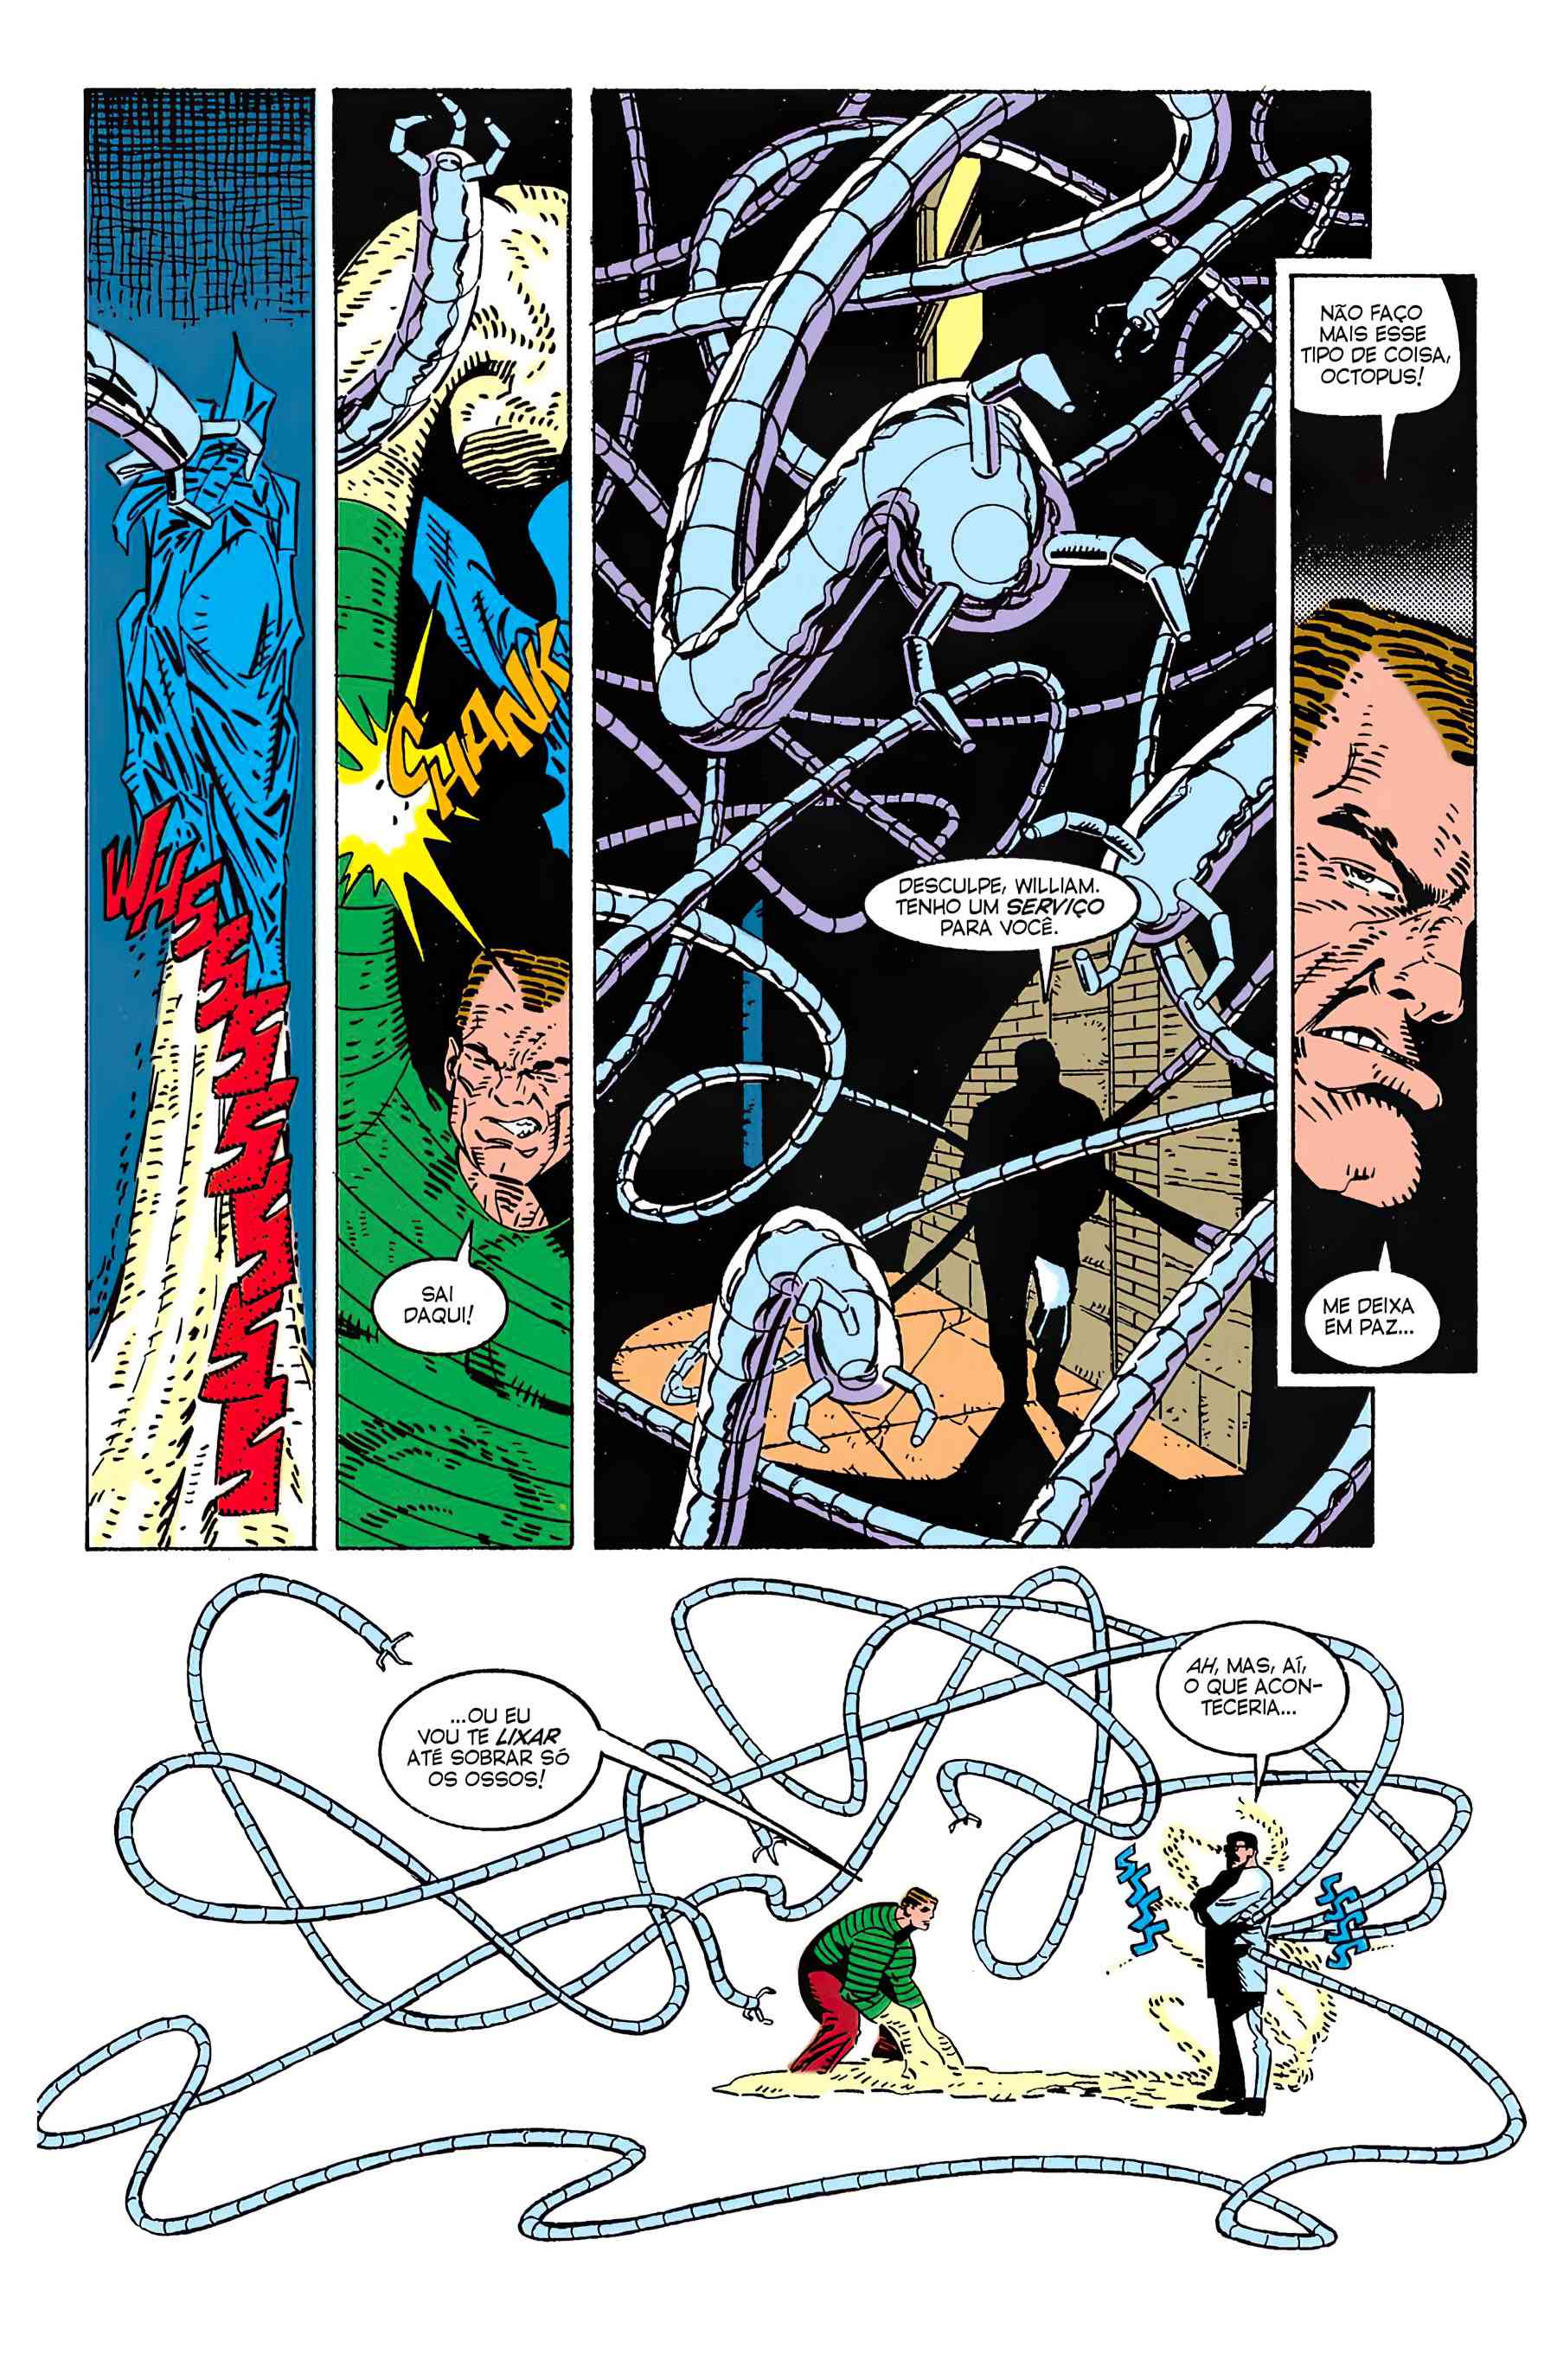 WHSSSSSSSS
CHANK
SAI
DAQUI!
DESCULPE, WILLIAM.
TENHO UM SERVIÇO
PARA VOCÊ.
NÃO FAÇO
MAIS ESSE
TIPO DE COISA,
OCTOPUS!
ME DEIXA
EM PAZ...
...OU EU
VOU TE LIXAR
ATÉ SOBRAR SÓ
OS OSSOS!
AH, MAS, AÍ,
O QUE ACON-
TECERIA...
SSSS
SSSS